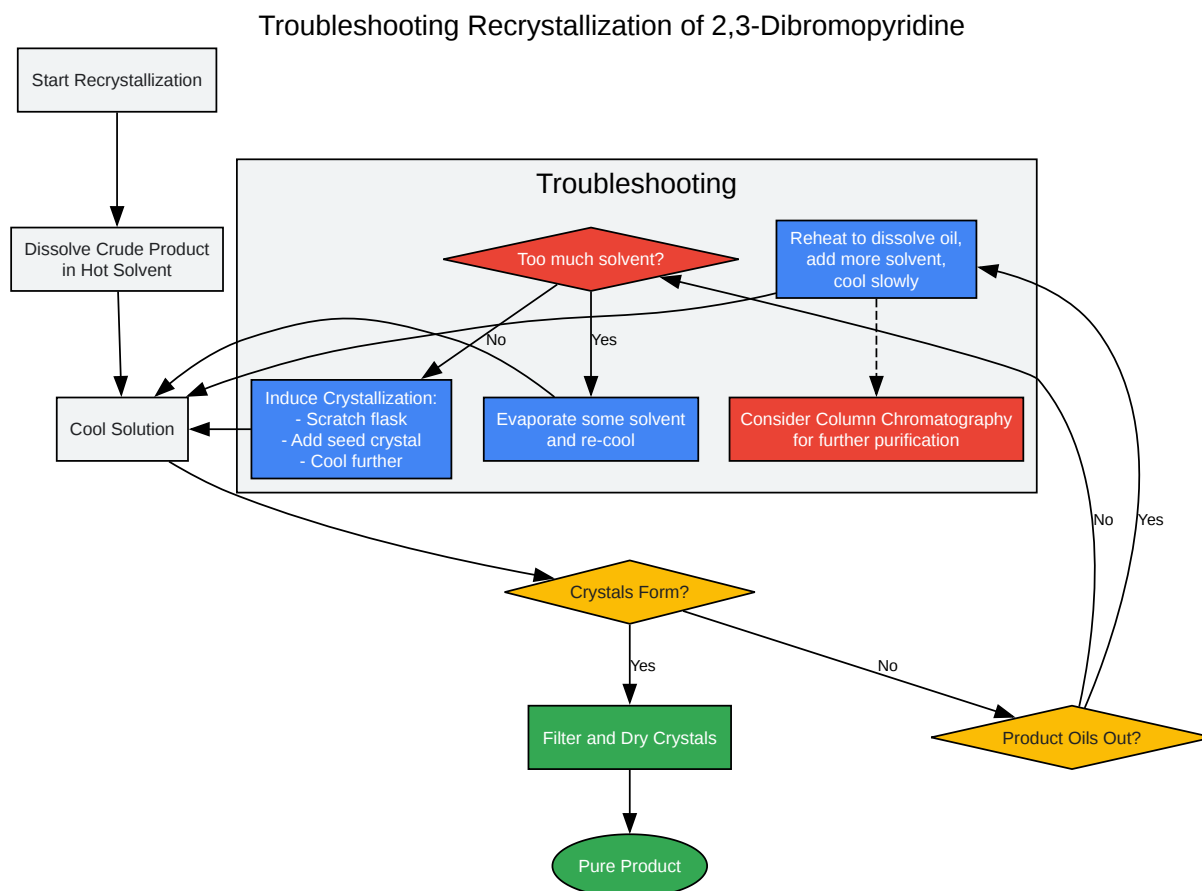 Troubleshooting Recrystallization of 2,3-Dibromopyridine
Start Recrystallization
Dissolve Crude Product
in Hot Solvent
Troubleshooting
Too much solvent?
Reheat to dissolve oil,
add more solvent,
cool slowly
No
Yes
Cool Solution
Induce Crystallization:
- Scratch flask
- Add seed crystal
- Cool further
Evaporate some solvent
and re-cool
Consider Column Chromatography
for further purification
No
Yes
Crystals Form?
Yes
No
Filter and Dry Crystals
Product Oils Out?
Pure Product